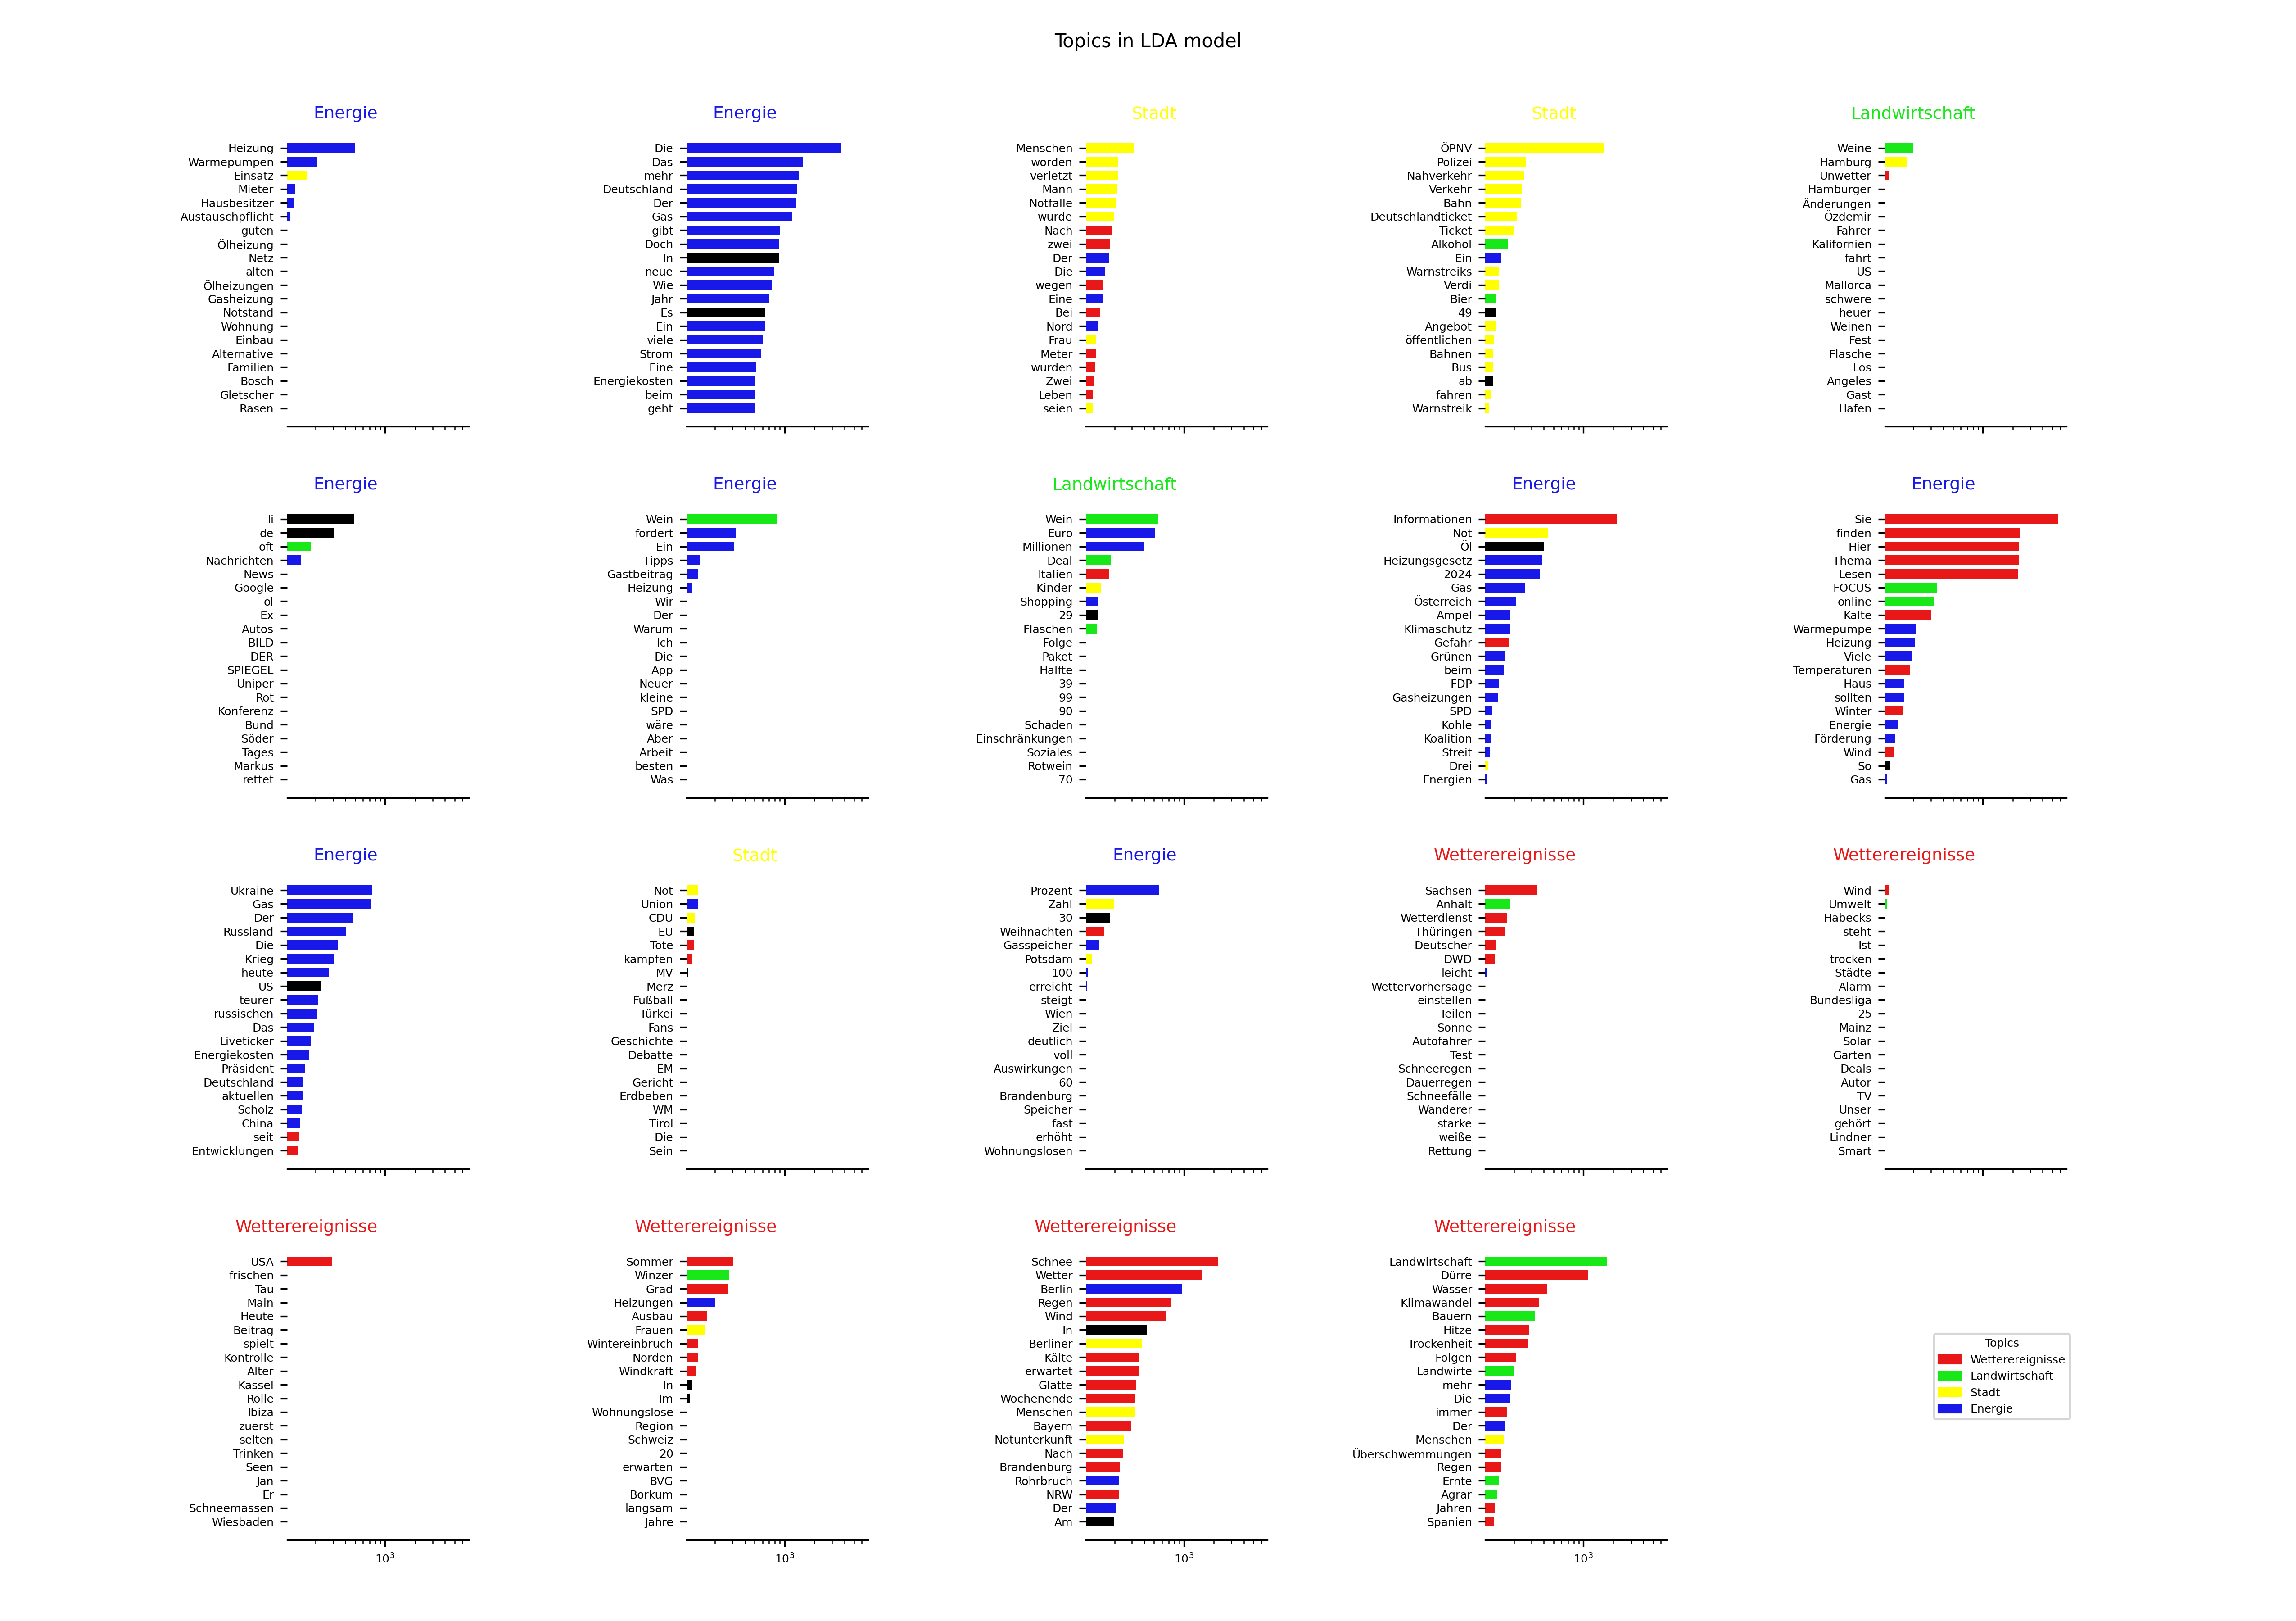 Topics in LDA model
Energie
Heizung
Wärmepumpen
Einsatz
Mieter
Hausbesitzer
Austauschpflicht
guten
Ölheizung
Netz
alten
Ölheizungen
Gasheizung
Notstand
Wohnung
Einbau
Alternative
Familien
Bosch
Gletscher
Rasen
Energie
Die
Das
mehr
Deutschland
Der
Gas
gibt
Doch
In
neue
Wie
Jahr
Es
Ein
viele
Strom
Eine
Energiekosten
beim
geht
Stadt
Menschen
worden
verletzt
Mann
Notfälle
wurde
Nach
zwei
Der
Die
wegen
Eine
Bei
Nord
Frau
Meter
wurden
Zwei
Leben
seien
Stadt
ÖPNV
Polizei
Nahverkehr
Verkehr
Bahn
Deutschlandticket
Ticket
Alkohol
Ein
Warnstreiks
Verdi
Bier
49
Angebot
öffentlichen
Bahnen
Bus
ab
fahren
Warnstreik
Landwirtschaft
Weine
Hamburg
Unwetter
Hamburger
Änderungen
Özdemir
Fahrer
Kalifornien
fährt
US
Mallorca
schwere
heuer
Weinen
Fest
Flasche
Los
Angeles
Gast
Hafen
Energie
li
de
oft
Nachrichten
News
Google
ol
Ex
Autos
BILD
DER
SPIEGEL
Uniper
Rot
Konferenz
Bund
Söder
Tages
Markus
rettet
Energie
Wein
fordert
Ein
Tipps
Gastbeitrag
Heizung
Wir
Der
Warum
Ich
Die
App
Neuer
kleine
SPD
wäre
Aber
Arbeit
besten
Was
Landwirtschaft
Wein
Euro
Millionen
Deal
Italien
Kinder
Shopping
29
Flaschen
Folge
Paket
Hälfte
39
99
90
Schaden
Einschränkungen
Soziales
Rotwein
70
Energie
Informationen
Not
Öl
Heizungsgesetz
2024
Gas
Österreich
Ampel
Klimaschutz
Gefahr
Grünen
beim
FDP
Gasheizungen
SPD
Kohle
Koalition
Streit
Drei
Energien
Energie
Sie
finden
Hier
Thema
Lesen
FOCUS
online
Kälte
Wärmepumpe
Heizung
Viele
Temperaturen
Haus
sollten
Winter
Energie
Förderung
Wind
So
Gas
Energie
Ukraine
Gas
Der
Russland
Die
Krieg
heute
US
teurer
russischen
Das
Liveticker
Energiekosten
Präsident
Deutschland
aktuellen
Scholz
China
seit
Entwicklungen
Stadt
Not
Union
CDU
EU
Tote
kämpfen
MV
Merz
Fußball
Türkei
Fans
Geschichte
Debatte
EM
Gericht
Erdbeben
WM
Tirol
Die
Sein
Energie
Prozent
Zahl
30
Weihnachten
Gasspeicher
Potsdam
100
erreicht
steigt
Wien
Ziel
deutlich
voll
Auswirkungen
60
Brandenburg
Speicher
fast
erhöht
Wohnungslosen
Wetterereignisse
Sachsen
Anhalt
Wetterdienst
Thüringen
Deutscher
DWD
leicht
Wettervorhersage
einstellen
Teilen
Sonne
Autofahrer
Test
Schneeregen
Dauerregen
Schneefälle
Wanderer
starke
weiße
Rettung
Wetterereignisse
Wind
Umwelt
Habecks
steht
Ist
trocken
Städte
Alarm
Bundesliga
25
Mainz
Solar
Garten
Deals
Autor
TV
Unser
gehört
Lindner
Smart
Wetterereignisse
USA
frischen
Tau
Main
Heute
Beitrag
spielt
Kontrolle
Alter
Kassel
Rolle
Ibiza
zuerst
selten
Trinken
Seen
Jan
Er
Schneemassen
Wiesbaden
10³
Wetterereignisse
Sommer
Winzer
Grad
Heizungen
Ausbau
Frauen
Wintereinbruch
Norden
Windkraft
In
Im
Wohnungslose
Region
Schweiz
20
erwarten
BVG
Borkum
langsam
Jahre
10³
Wetterereignisse
Schnee
Wetter
Berlin
Regen
Wind
In
Berliner
Kälte
erwartet
Glätte
Wochenende
Menschen
Bayern
Notunterkunft
Nach
Brandenburg
Rohrbruch
NRW
Der
Am
10³
Wetterereignisse
Landwirtschaft
Dürre
Wasser
Klimawandel
Bauern
Hitze
Trockenheit
Folgen
Landwirte
mehr
Die
immer
Der
Menschen
Überschwemmungen
Regen
Ernte
Agrar
Jahren
Spanien
10³
Topics
Wetterereignisse
Landwirtschaft
Stadt
Energie